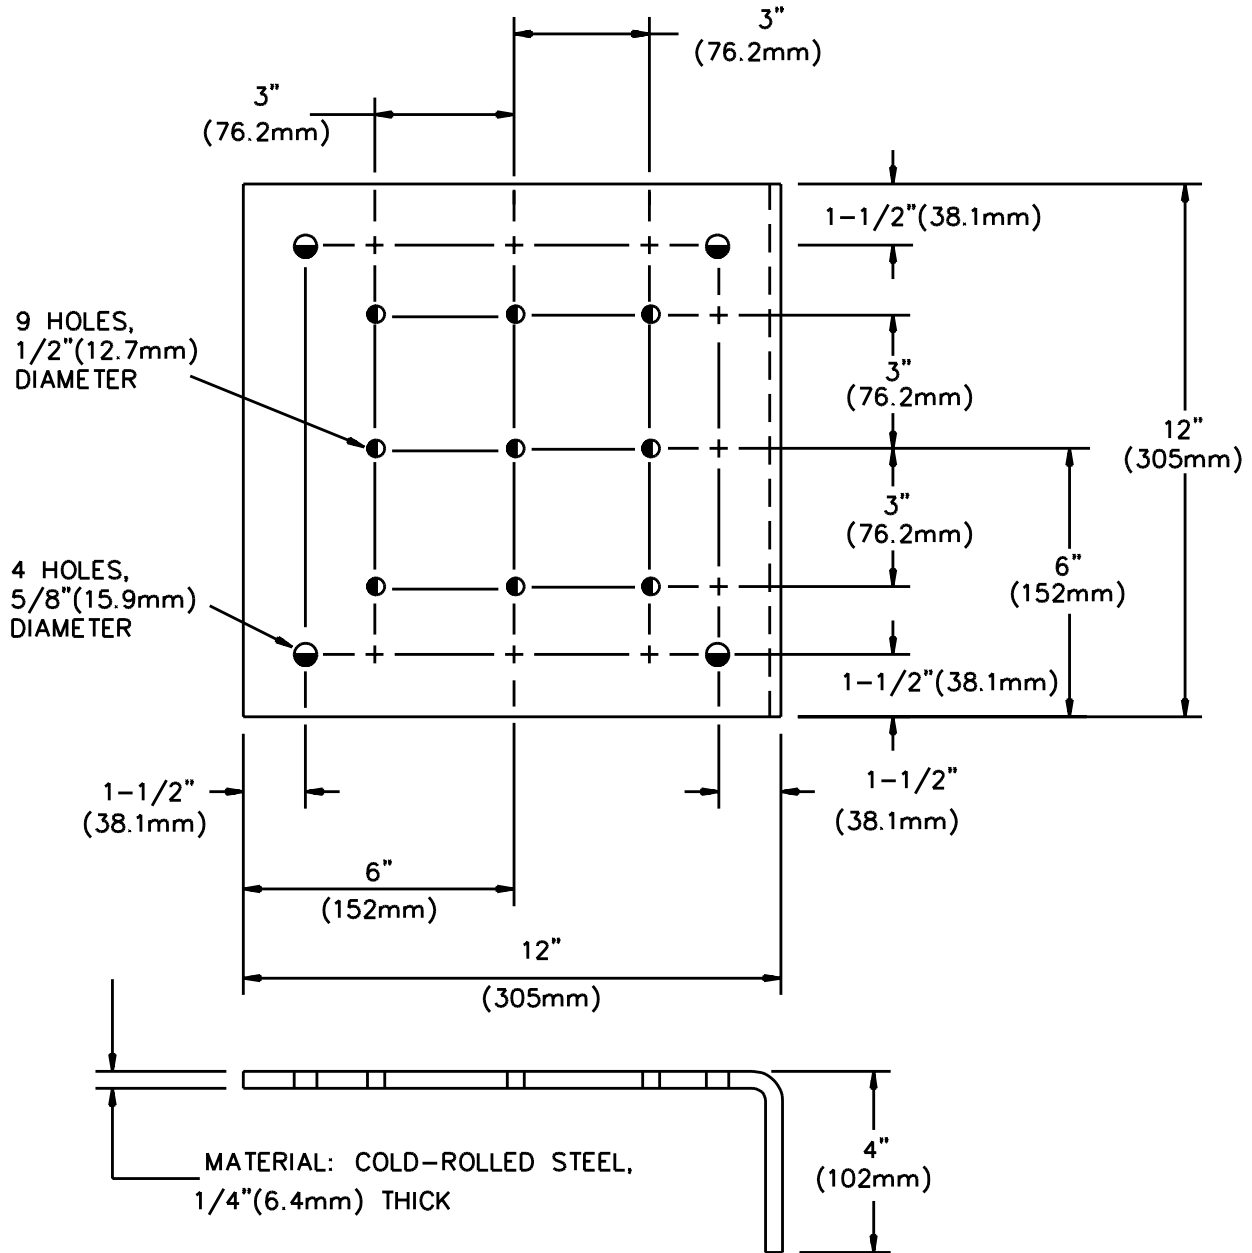 3"
(76.2mm)
3"
(76.2mm)
1-1/2"(38.1mm)
9 HOLES,
1/2"(12.7mm)
DIAMETER
3"
(76.2mm)
12"
(305mm)
3"
(76.2mm)
6"
(152mm)
4 HOLES,
5/8"(15.9mm)
DIAMETER
1-1/2"(38.1mm)
1-1/2"
(38.1mm)
1-1/2"
(38.1mm)
6"
(152mm)
12"
(305mm)
MATERIAL: COLD-ROLLED STEEL,
1/4"(6.4mm) THICK
4"
(102mm)